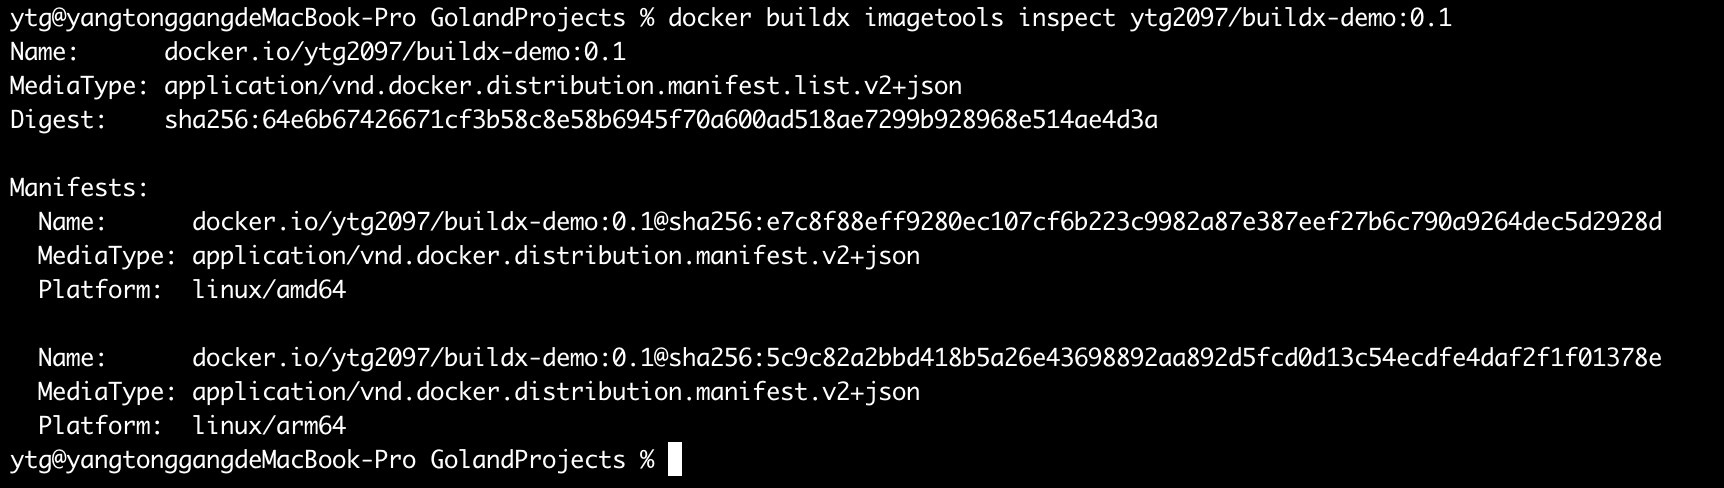 ytg@yangtonggangdeMacBook-Pro GolandProjects % docker buildx imagetools inspect ytg2097/buildx-demo:0.1
Name:      docker.io/ytg2097/buildx-demo:0.1
MediaType: application/vnd.docker.distribution.manifest.list.v2+json
Digest:    sha256:64e6b67426671cf3b58c8e58b6945f70a600ad518ae7299b928968e514ae4d3a

Manifests:
  Name:      docker.io/ytg2097/buildx-demo:0.1@sha256:e7c8f88eff9280ec107cf6b223c9982a87e387eef27b6c790a9264dec5d2928d
  MediaType: application/vnd.docker.distribution.manifest.v2+json
  Platform:  linux/amd64

  Name:      docker.io/ytg2097/buildx-demo:0.1@sha256:5c9c82a2bbd418b5a26e43698892aa892d5fcd0d13c54ecdfe4daf2f1f01378e
  MediaType: application/vnd.docker.distribution.manifest.v2+json
  Platform:  linux/arm64
ytg@yangtonggangdeMacBook-Pro GolandProjects %